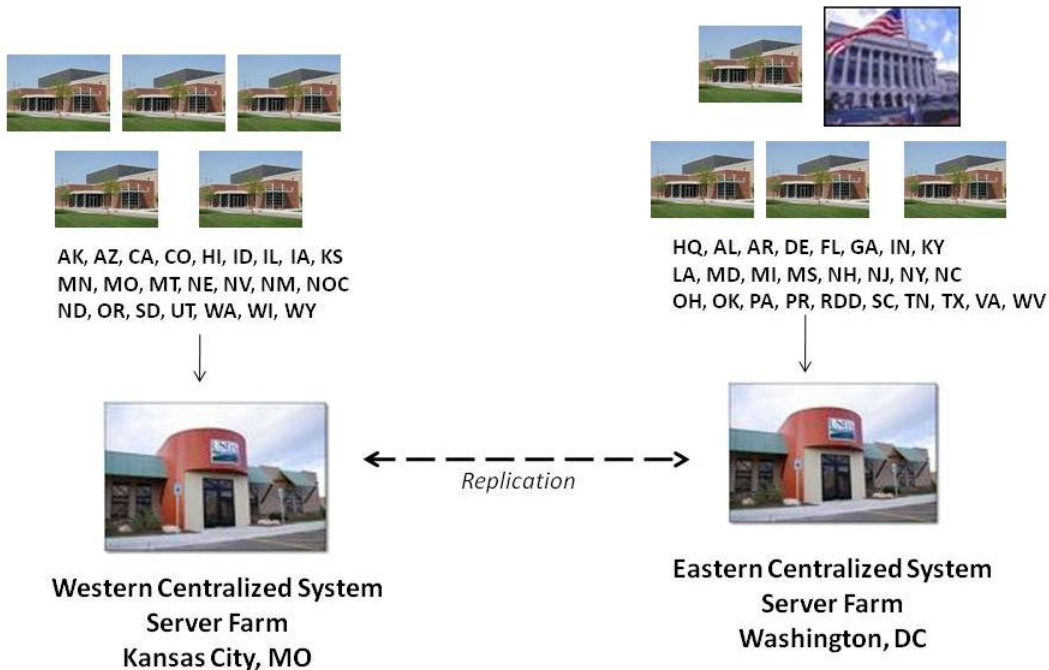 AK, AZ, CA, CO, HI, ID, IL, IA, KS
MN, MO, MT, NE, NV, NM, NOC
ND, OR, SD, UT, WA, WI, WY
HQ, AL, AR, DE, FL, GA, IN, KY
LA, MD, MI, MS, NH, NJ, NY, NC
OH, OK, PA, PR, RDD, SC, TN, TX, VA, WV
USDA
USDA
Replication
Western Centralized System
Server Farm
Kansas City, MO
Eastern Centralized System
Server Farm
Washington, DC